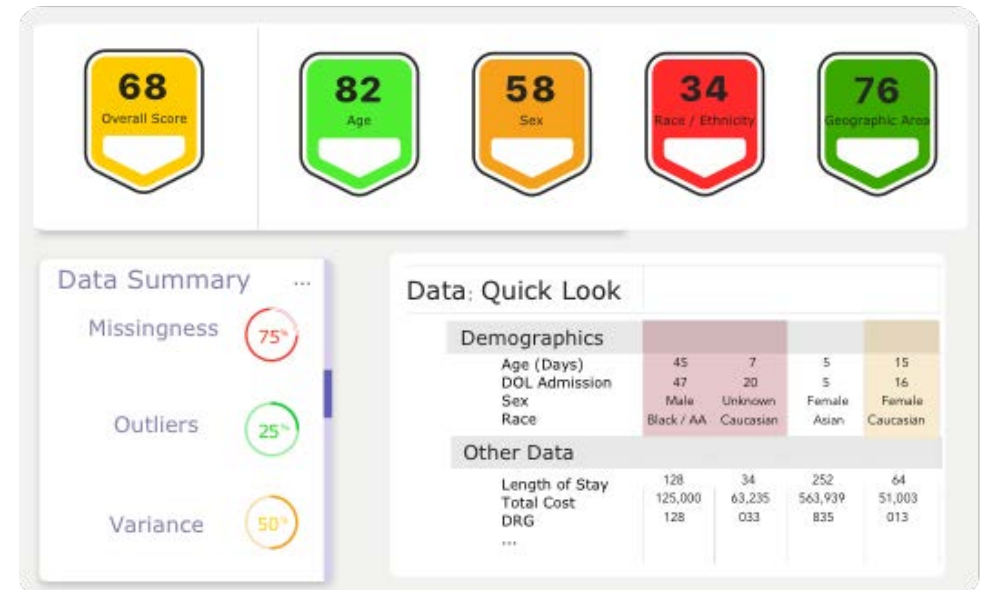 68
Overall Score
82
Age
58
Sex
34
Race / Ethnicity
76
Geographic Area
Data Summary ...
Missingness 75%
Outliers 25%
Variance 50%
Data: Quick Look
Demographics
Age (Days) 45 7 5 15
DOL Admission 47 20 5 16
Sex Male Unknown Female Female
Race Black / AA Caucasian Asian Caucasian
Other Data
Length of Stay 128 34 252 64
Total Cost 125,000 63,235 563,939 51,003
DRG 128 033 835 013
...